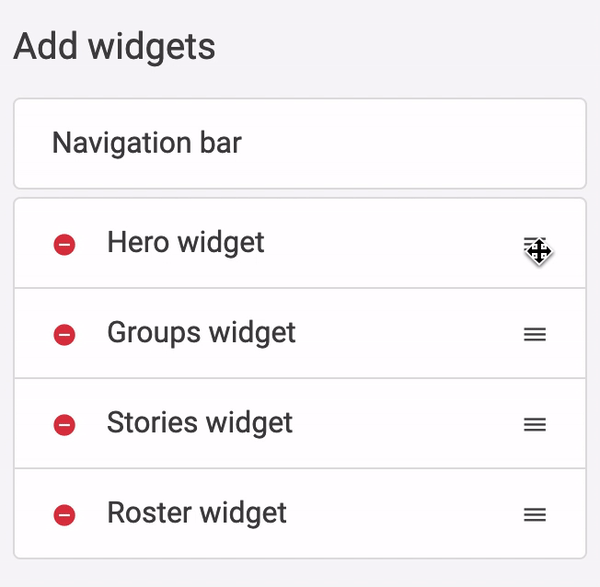 Add widgets
Navigation bar
Hero widget
Groups widget
Stories widget
Roster widget